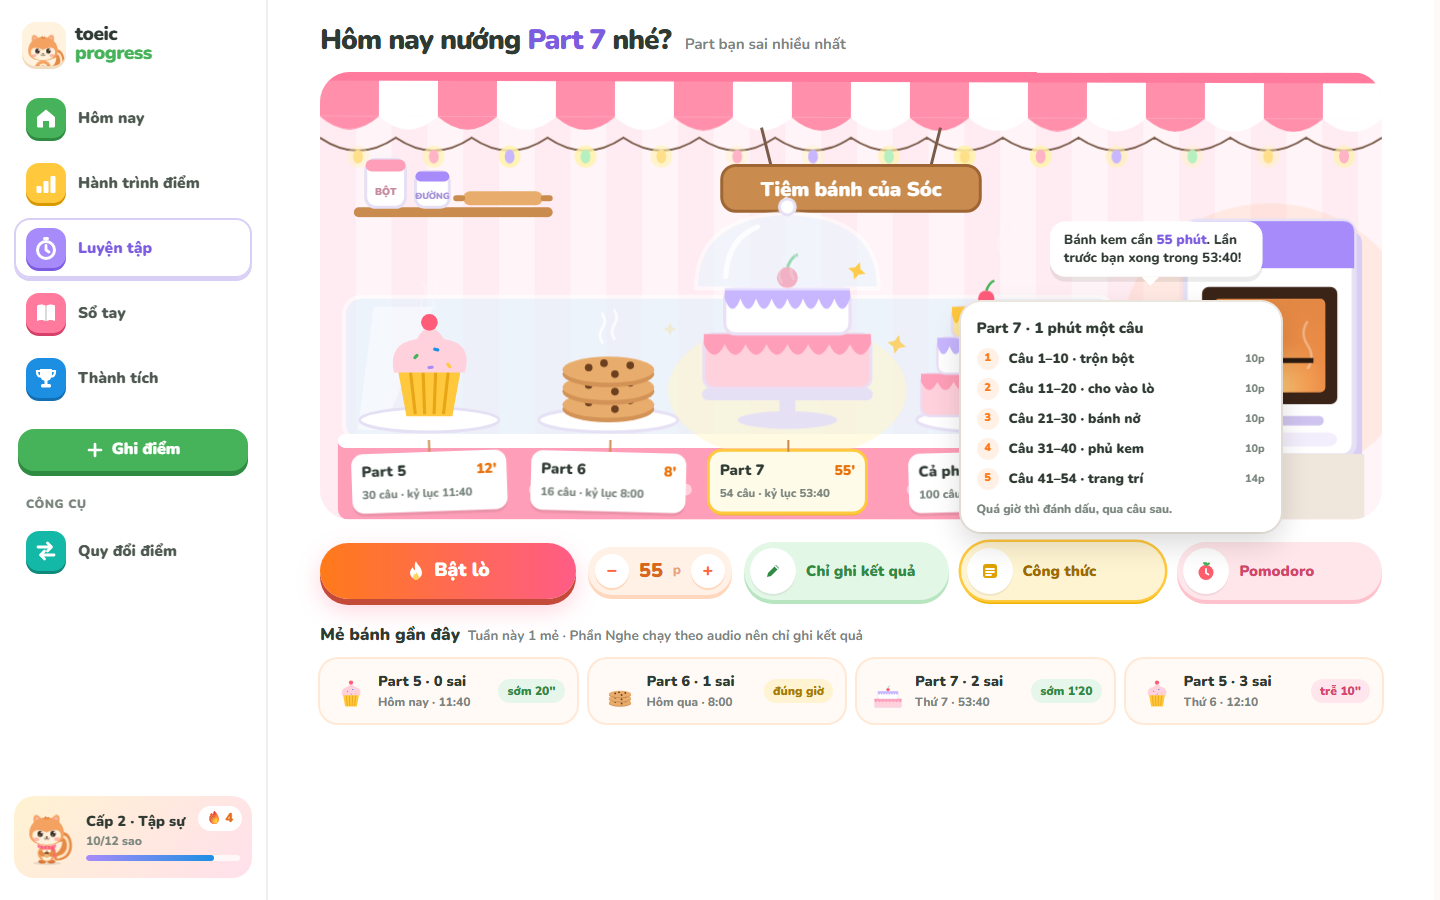 toeic
progress
Hôm nay
Hành trình điểm
Luyện tập
Sổ tay
Thành tích
Ghi điểm
CÔNG CỤ
Quy đổi điểm
Cấp 2 · Tập sự
4
10/12 sao
Hôm nay nướng Part 7 nhé? Part bạn sai nhiều nhất
BỘT
ĐƯỜNG
Tiệm bánh của Sóc
Bánh kem cần 55 phút. Lần
trước bạn xong trong 53:40!
Part 5 12'
30 câu · kỷ lục 11:40
Part 6 8'
16 câu · kỷ lục 8:00
Part 7 55'
54 câu · kỷ lục 53:40
Cả ph
100 câu
Part 7 · 1 phút một câu
1 Câu 1–10 · trộn bột 10p
2 Câu 11–20 · cho vào lò 10p
3 Câu 21–30 · bánh nở 10p
4 Câu 31–40 · phủ kem 10p
5 Câu 41–54 · trang trí 14p
Quá giờ thì đánh dấu, qua câu sau.
Bật lò
− 55 p +
Chỉ ghi kết quả
Công thức
Pomodoro
Mẻ bánh gần đây Tuần này 1 mẻ · Phần Nghe chạy theo audio nên chỉ ghi kết quả
Part 5 · 0 sai
Hôm nay · 11:40
sớm 20"
Part 6 · 1 sai
Hôm qua · 8:00
đúng giờ
Part 7 · 2 sai
Thứ 7 · 53:40
sớm 1'20
Part 5 · 3 sai
Thứ 6 · 12:10
trễ 10"